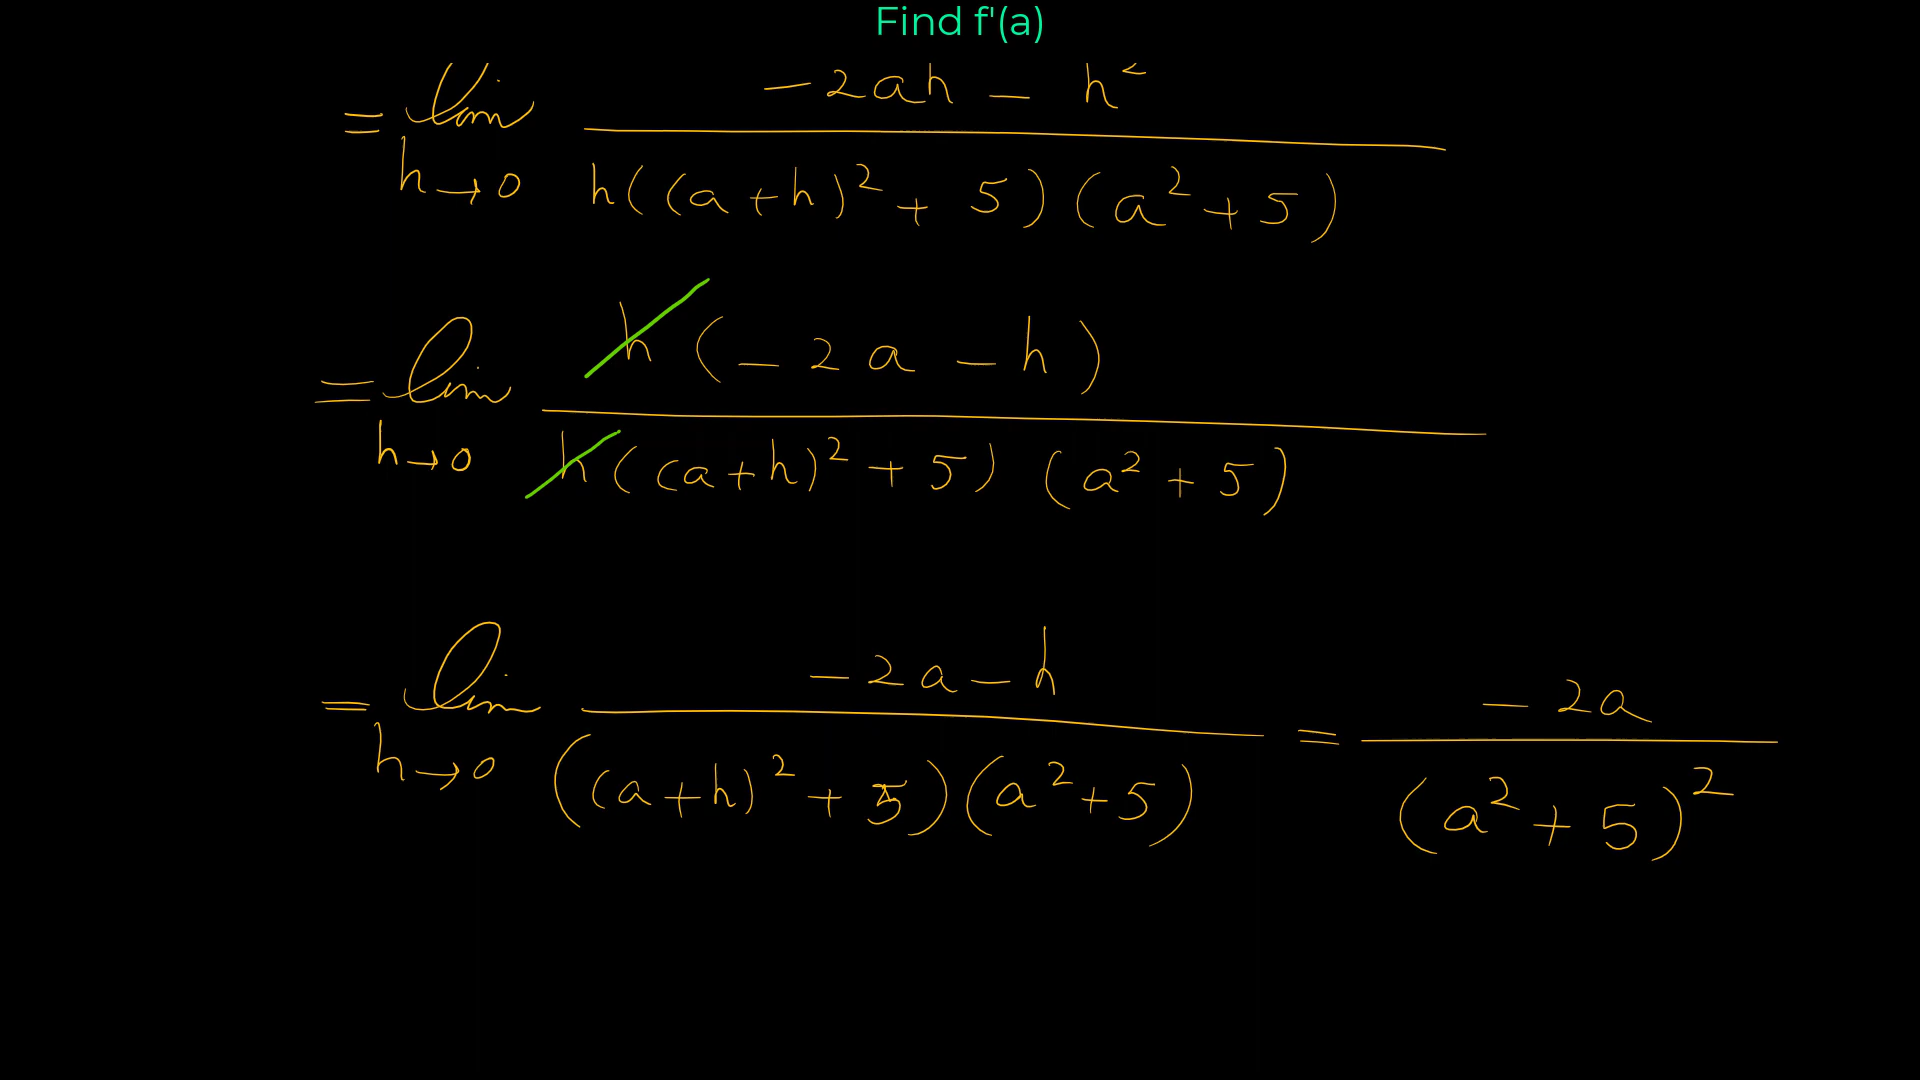 Find f'(a)
= lim h→0 (-2ah - h²) / (h((a+h)² + 5)(a² + 5))
= lim h→0 h(-2a - h) / (h((a+h)² + 5)(a² + 5))
= lim h→0 (-2a - h) / (((a+h)² + 5)(a² + 5)) = -2a / (a² + 5)²